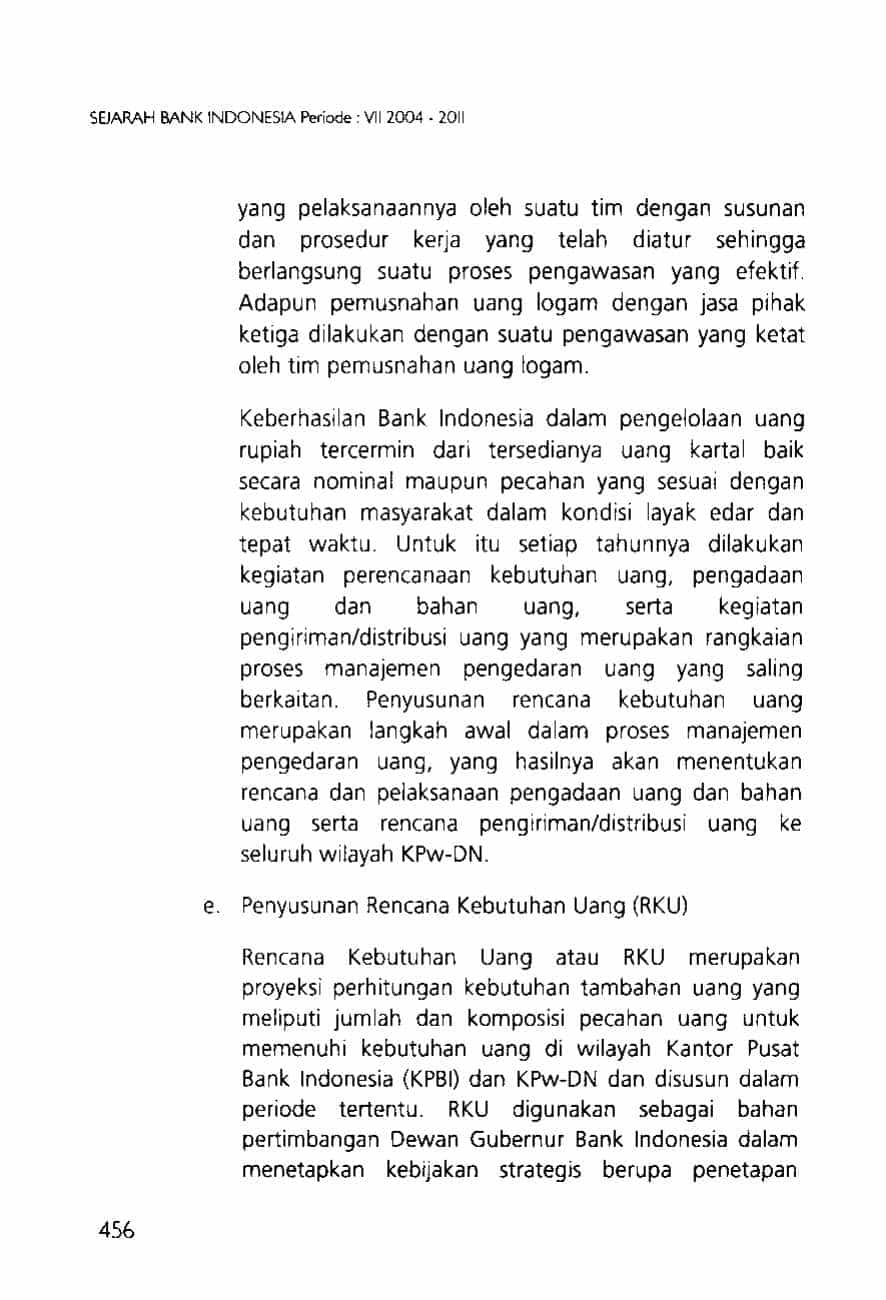 SEJARAH BANK INDONESIA Periode : VII 2004 - 2011
yang pelaksanaannya oleh suatu tim dengan susunan
dan prosedur kerja yang telah diatur sehingga
berlangsung suatu proses pengawasan yang efektif.
Adapun pemusnahan uang logam dengan jasa pihak
ketiga dilakukan dengan suatu pengawasan yang ketat
oleh tim pemusnahan uang logam.
Keberhasilan Bank Indonesia dalam pengelolaan uang
rupiah tercermin dari tersedianya uang kartal baik
secara nominal maupun pecahan yang sesuai dengan
kebutuhan masyarakat dalam kondisi layak edar dan
tepat waktu. Untuk itu setiap tahunnya dilakukan
kegiatan perencanaan kebutuhan uang, pengadaan
uang dan bahan uang, serta kegiatan
pengiriman/distribusi uang yang merupakan rangkaian
proses manajemen pengedaran uang yang saling
berkaitan. Penyusunan rencana kebutuhan uang
merupakan langkah awal dalam proses manajemen
pengedaran uang, yang hasilnya akan menentukan
rencana dan pelaksanaan pengadaan uang dan bahan
uang serta rencana pengiriman/distribusi uang ke
seluruh wilayah KPw-DN.
e. Penyusunan Rencana Kebutuhan Uang (RKU)
Rencana Kebutuhan Uang atau RKU merupakan
proyeksi perhitungan kebutuhan tambahan uang yang
meliputi jumlah dan komposisi pecahan uang untuk
memenuhi kebutuhan uang di wilayah Kantor Pusat
Bank Indonesia (KPBI) dan KPw-DN dan disusun dalam
periode tertentu. RKU digunakan sebagai bahan
pertimbangan Dewan Gubernur Bank Indonesia dalam
menetapkan kebijakan strategis berupa penetapan
456